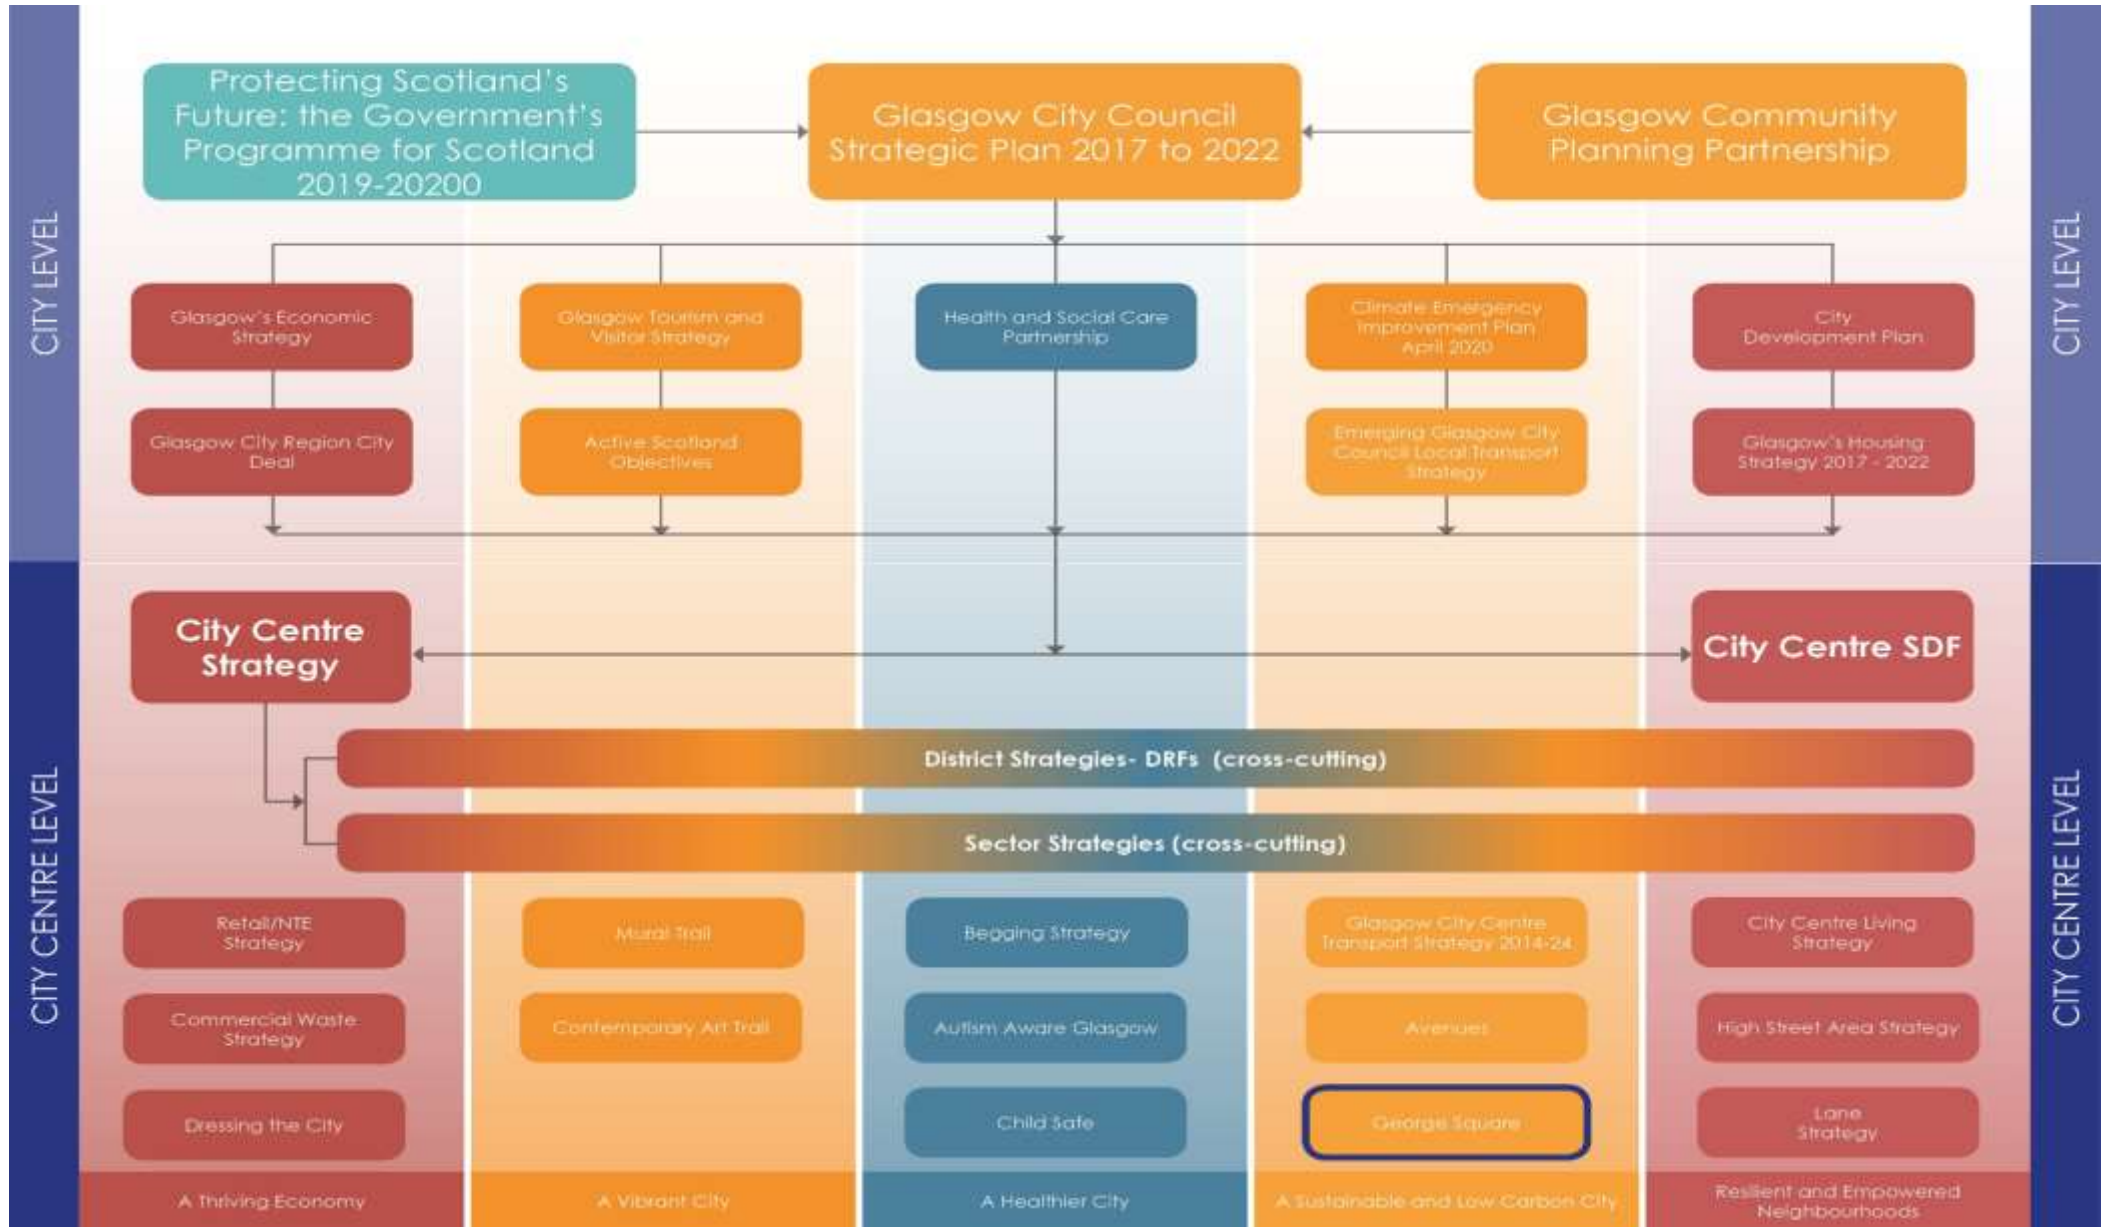 CITY LEVEL
CITY CENTRE LEVEL
Protecting Scotland's
Future: the Government's
Programme for Scotland
2019-20200
Glasgow City Council
Strategic Plan 2017 to 2022
Glasgow Community
Planning Partnership
Glasgow's Economic
Strategy
Glasgow Tourism and
Visitor Strategy
Health and Social Care
Partnership
Climate Emergency
Improvement Plan
April 2020
City
Development Plan
Glasgow City Region City
Deal
Active Scotland
Objectives
Emerging Glasgow City
Council Local Transport
Strategy
Glasgow's Housing
Strategy 2017 - 2022
City Centre
Strategy
City Centre SDF
District Strategies- DRFs (cross-cutting)
Sector Strategies (cross-cutting)
Retail/NTE
Strategy
Mural Trail
Begging Strategy
Glasgow City Centre
Transport Strategy 2014-24
City Centre Living
Strategy
Commercial Waste
Strategy
Contemporary Art Trail
Autism Aware Glasgow
Avenues
High Street Area Strategy
Dressing the City
Child Safe
George Square
Lane
Strategy
A Thriving Economy
A Vibrant City
A Healthier City
A Sustainable and Low Carbon City
Resilient and Empowered
Neighbourhoods
CITY LEVEL
CITY CENTRE LEVEL